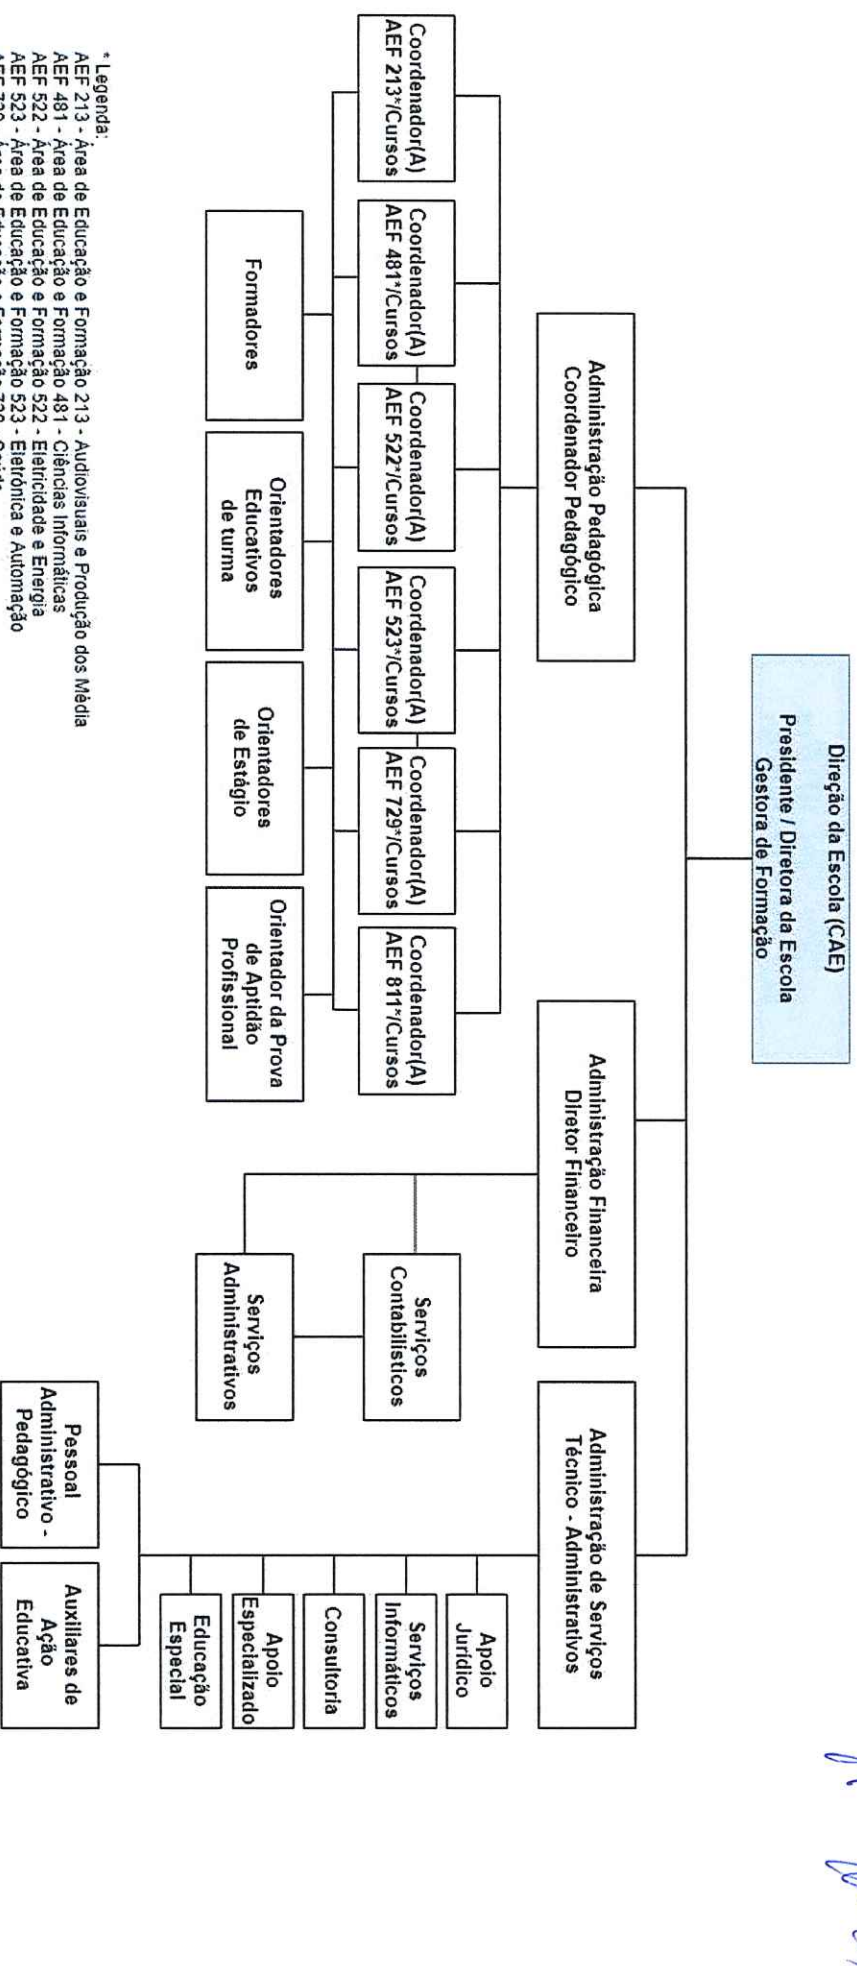 Direção da Escola (CAE)
Presidente / Diretora da Escola
Gestora de Formação
Administração Pedagógica
Coordenador Pedagógico
Administração Financeira
Diretor Financeiro
Administração de Serviços
Técnico - Administrativos
Coordenador(A)
AEF 213*/Cursos
Coordenador(A)
AEF 481*/Cursos
Coordenador(A)
AEF 522*/Cursos
Coordenador(A)
AEF 523*/Cursos
Coordenador(A)
AEF 729*/Cursos
Coordenador(A)
AEF 811*/Cursos
Formadores
Orientadores
Educativos
de turma
Orientadores
de Estágio
Orientador da Prova
de Aptidão
Profissional
Serviços
Contabilísticos
Serviços
Administrativos
Apoio
Jurídico
Serviços
Informáticos
Consultoria
Apoio
Especializado
Educação
Especial
Pessoal
Administrativo -
Pedagógico
Auxiliares de
Ação
Educativa
* Legenda:
AEF 213 - Área de Educação e Formação 213 - Audiovisuais e Produção dos Média
AEF 481 - Área de Educação e Formação 481 - Ciências Informáticas
AEF 522 - Área de Educação e Formação 522 - Eletricidade e Energia
AEF 523 - Área de Educação e Formação 523 - Eletrónica e Automação